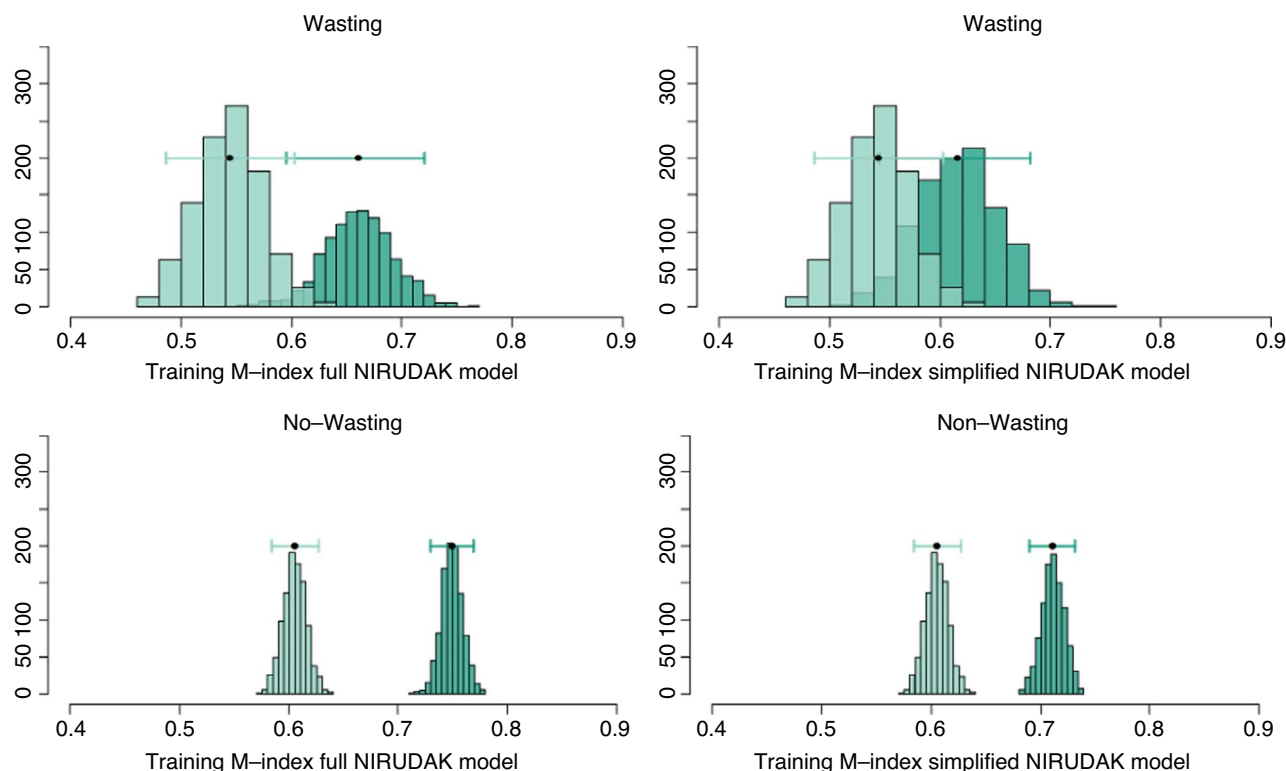 Wasting
300
200
100
50
0
0.4 0.5 0.6 0.7 0.8 0.9
Training M–index full NIRUDAK model
Wasting
300
200
100
50
0
0.4 0.5 0.6 0.7 0.8 0.9
Training M–index simplified NIRUDAK model
No–Wasting
300
200
100
50
0
0.4 0.5 0.6 0.7 0.8 0.9
Training M–index full NIRUDAK model
Non–Wasting
300
200
100
50
0
0.4 0.5 0.6 0.7 0.8 0.9
Training M–index simplified NIRUDAK model